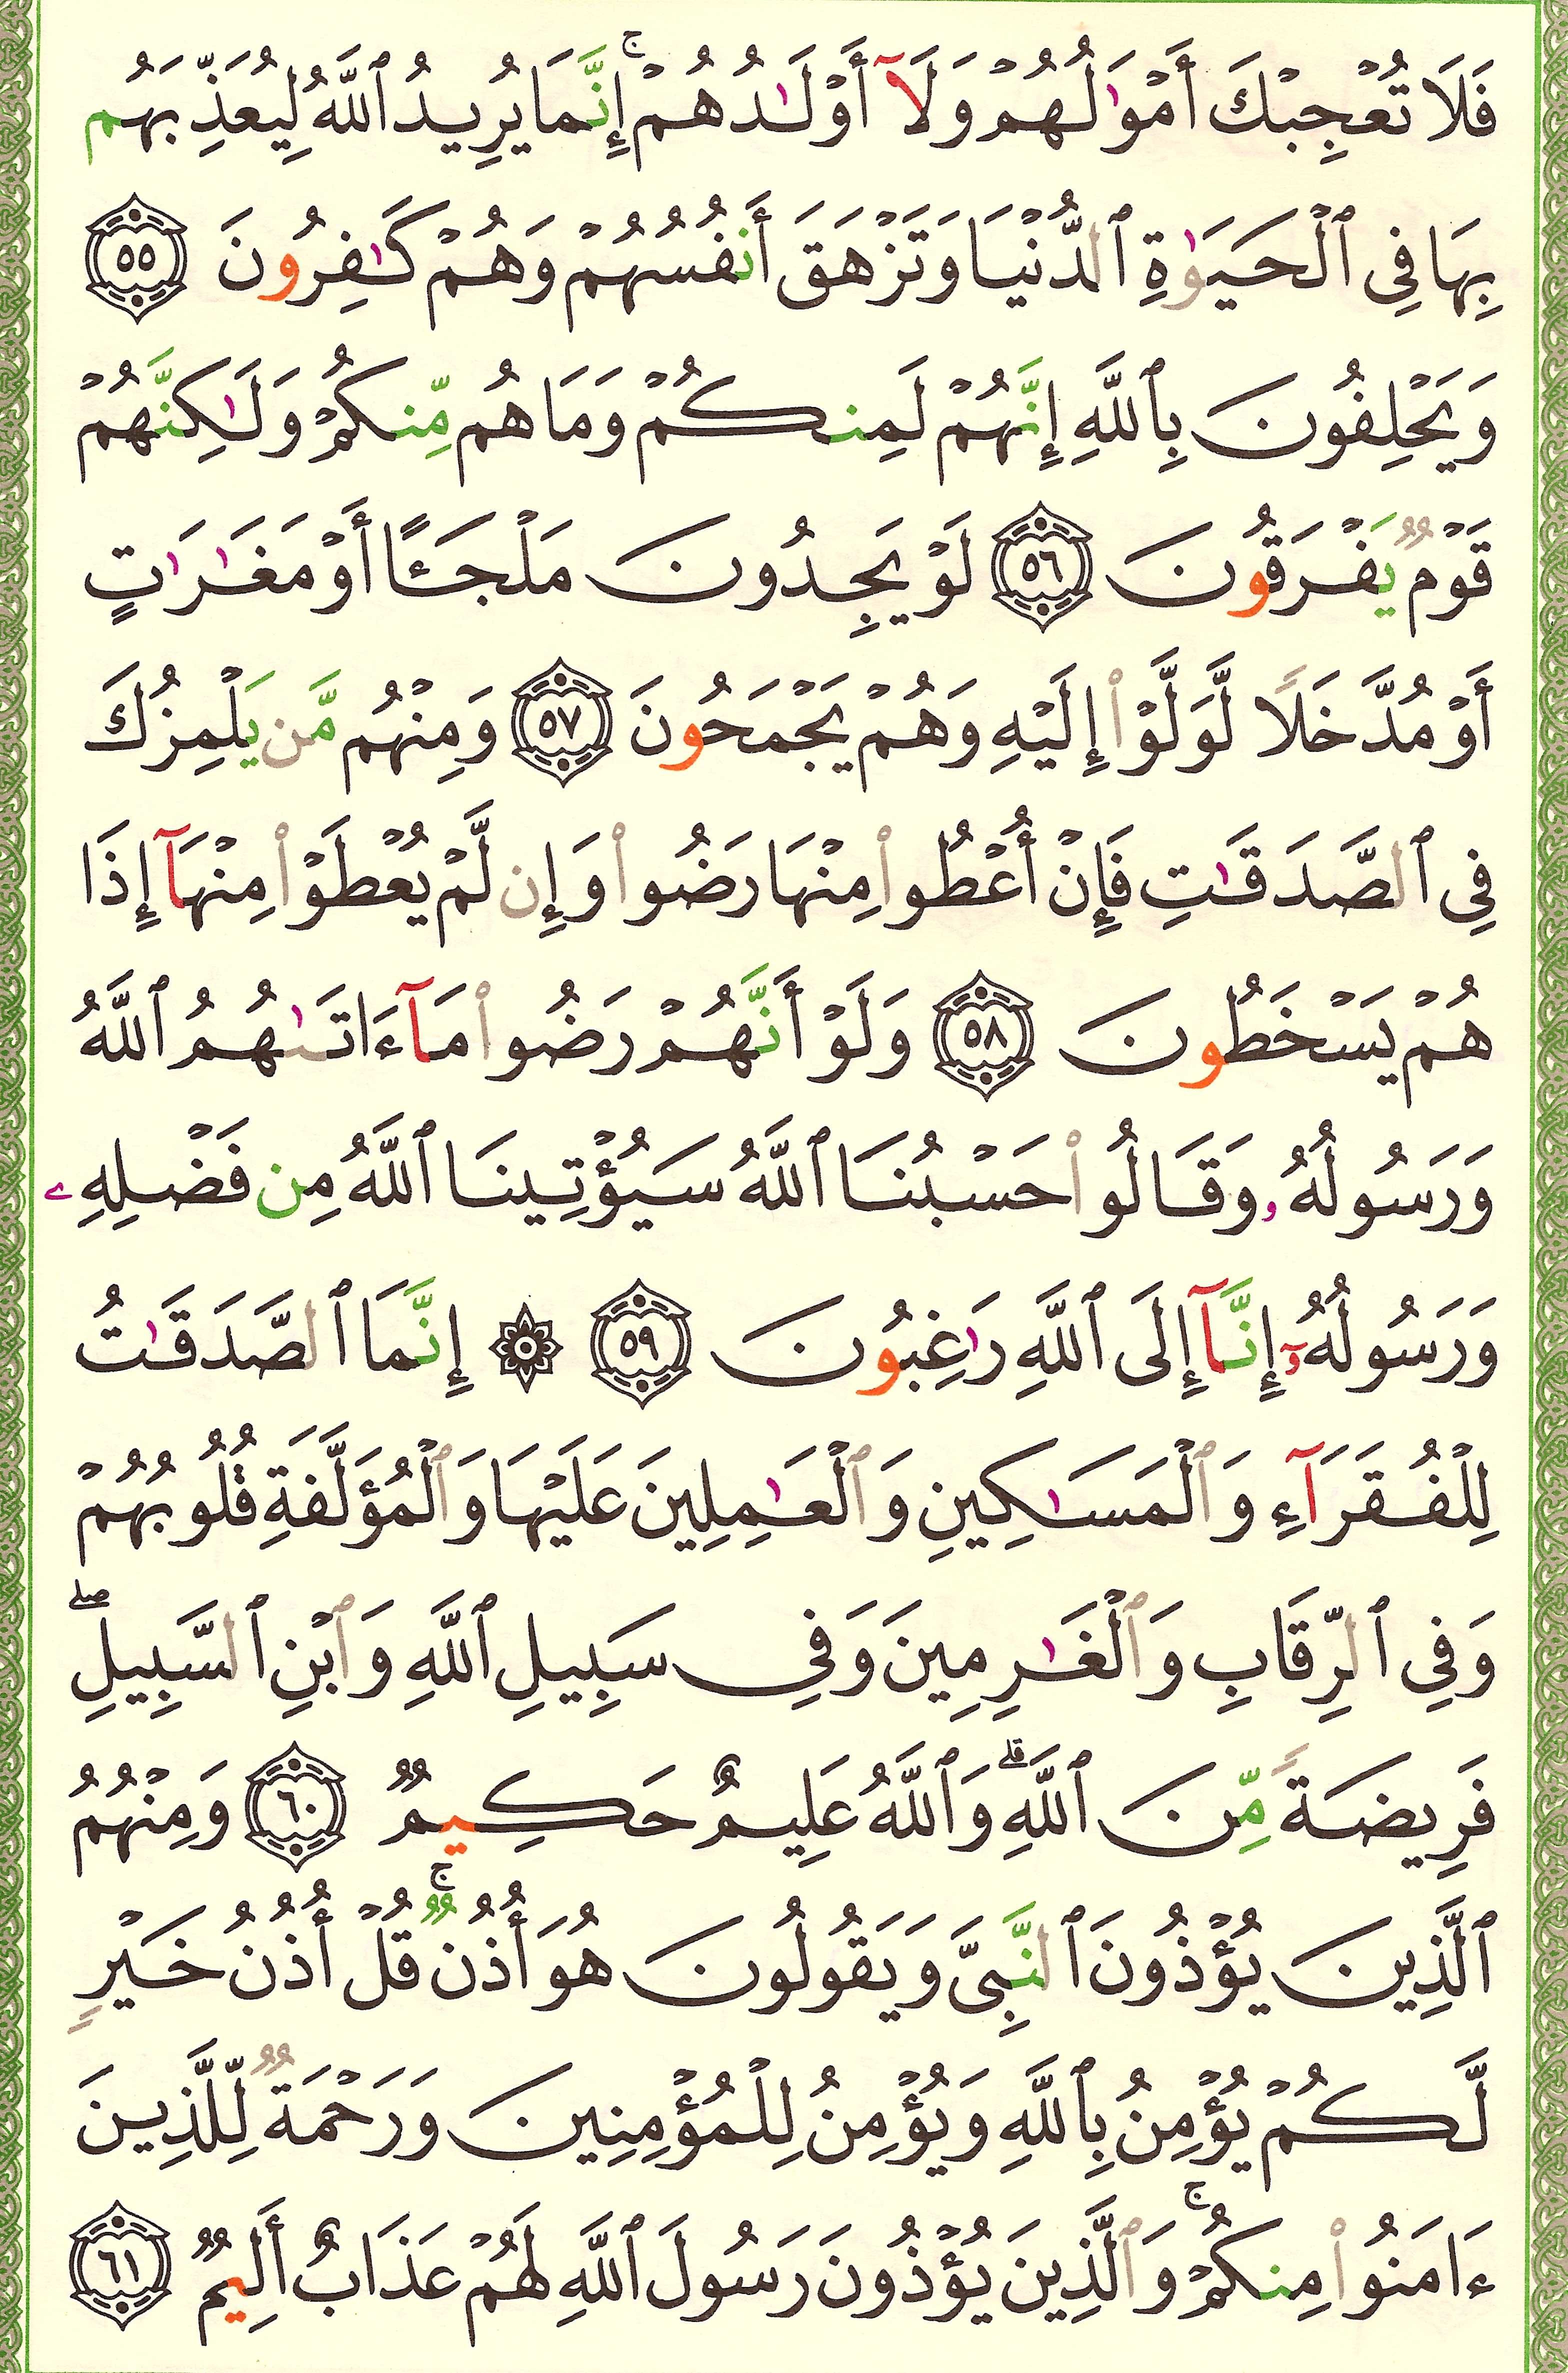 فَلَا تُعْجِبْكَ أَمْوَٰلُهُمْ وَلَآ أَوْلَـٰدُهُمْ ۚ إِنَّمَا يُرِيدُ ٱللَّهُ لِيُعَذِّبَهُم
بِهَا فِى ٱلْحَيَوٰةِ ٱلدُّنْيَا وَتَزْهَقَ أَنفُسُهُمْ وَهُمْ كَـٰفِرُونَ ٥٥
وَيَحْلِفُونَ بِٱللَّهِ إِنَّهُمْ لَمِنكُمْ وَمَا هُم مِّنكُمْ وَلَـٰكِنَّهُمْ
قَوْمٌ يَفْرَقُونَ ٥٦ لَوْ يَجِدُونَ مَلْجَـًٔا أَوْ مَغَـٰرَٰتٍ
أَوْ مُدَّخَلًا لَّوَلَّوْا۟ إِلَيْهِ وَهُمْ يَجْمَحُونَ ٥٧ وَمِنْهُم مَّن يَلْمِزُكَ
فِى ٱلصَّدَقَـٰتِ فَإِنْ أُعْطُوا۟ مِنْهَا رَضُوا۟ وَإِن لَّمْ يُعْطَوْا۟ مِنْهَآ إِذَا
هُمْ يَسْخَطُونَ ٥٨ وَلَوْ أَنَّهُمْ رَضُوا۟ مَآ ءَاتَىٰهُمُ ٱللَّهُ
وَرَسُولُهُۥ وَقَالُوا۟ حَسْبُنَا ٱللَّهُ سَيُؤْتِينَا ٱللَّهُ مِن فَضْلِهِۦ
وَرَسُولُهُۥٓ إِنَّآ إِلَى ٱللَّهِ رَٰغِبُونَ ٥٩ ۞ إِنَّمَا ٱلصَّدَقَـٰتُ
لِلْفُقَرَآءِ وَٱلْمَسَـٰكِينِ وَٱلْعَـٰمِلِينَ عَلَيْهَا وَٱلْمُؤَلَّفَةِ قُلُوبُهُمْ
وَفِى ٱلرِّقَابِ وَٱلْغَـٰرِمِينَ وَفِى سَبِيلِ ٱللَّهِ وَٱبْنِ ٱلسَّبِيلِ ۖ
فَرِيضَةً مِّنَ ٱللَّهِ ۗ وَٱللَّهُ عَلِيمٌ حَكِيمٌ ٦٠ وَمِنْهُمُ
ٱلَّذِينَ يُؤْذُونَ ٱلنَّبِىَّ وَيَقُولُونَ هُوَ أُذُنٌ ۚ قُلْ أُذُنُ خَيْرٍ
لَّكُمْ يُؤْمِنُ بِٱللَّهِ وَيُؤْمِنُ لِلْمُؤْمِنِينَ وَرَحْمَةٌ لِّلَّذِينَ
ءَامَنُوا۟ مِنكُمْ ۚ وَٱلَّذِينَ يُؤْذُونَ رَسُولَ ٱللَّهِ لَهُمْ عَذَابٌ أَلِيمٌ ٦١